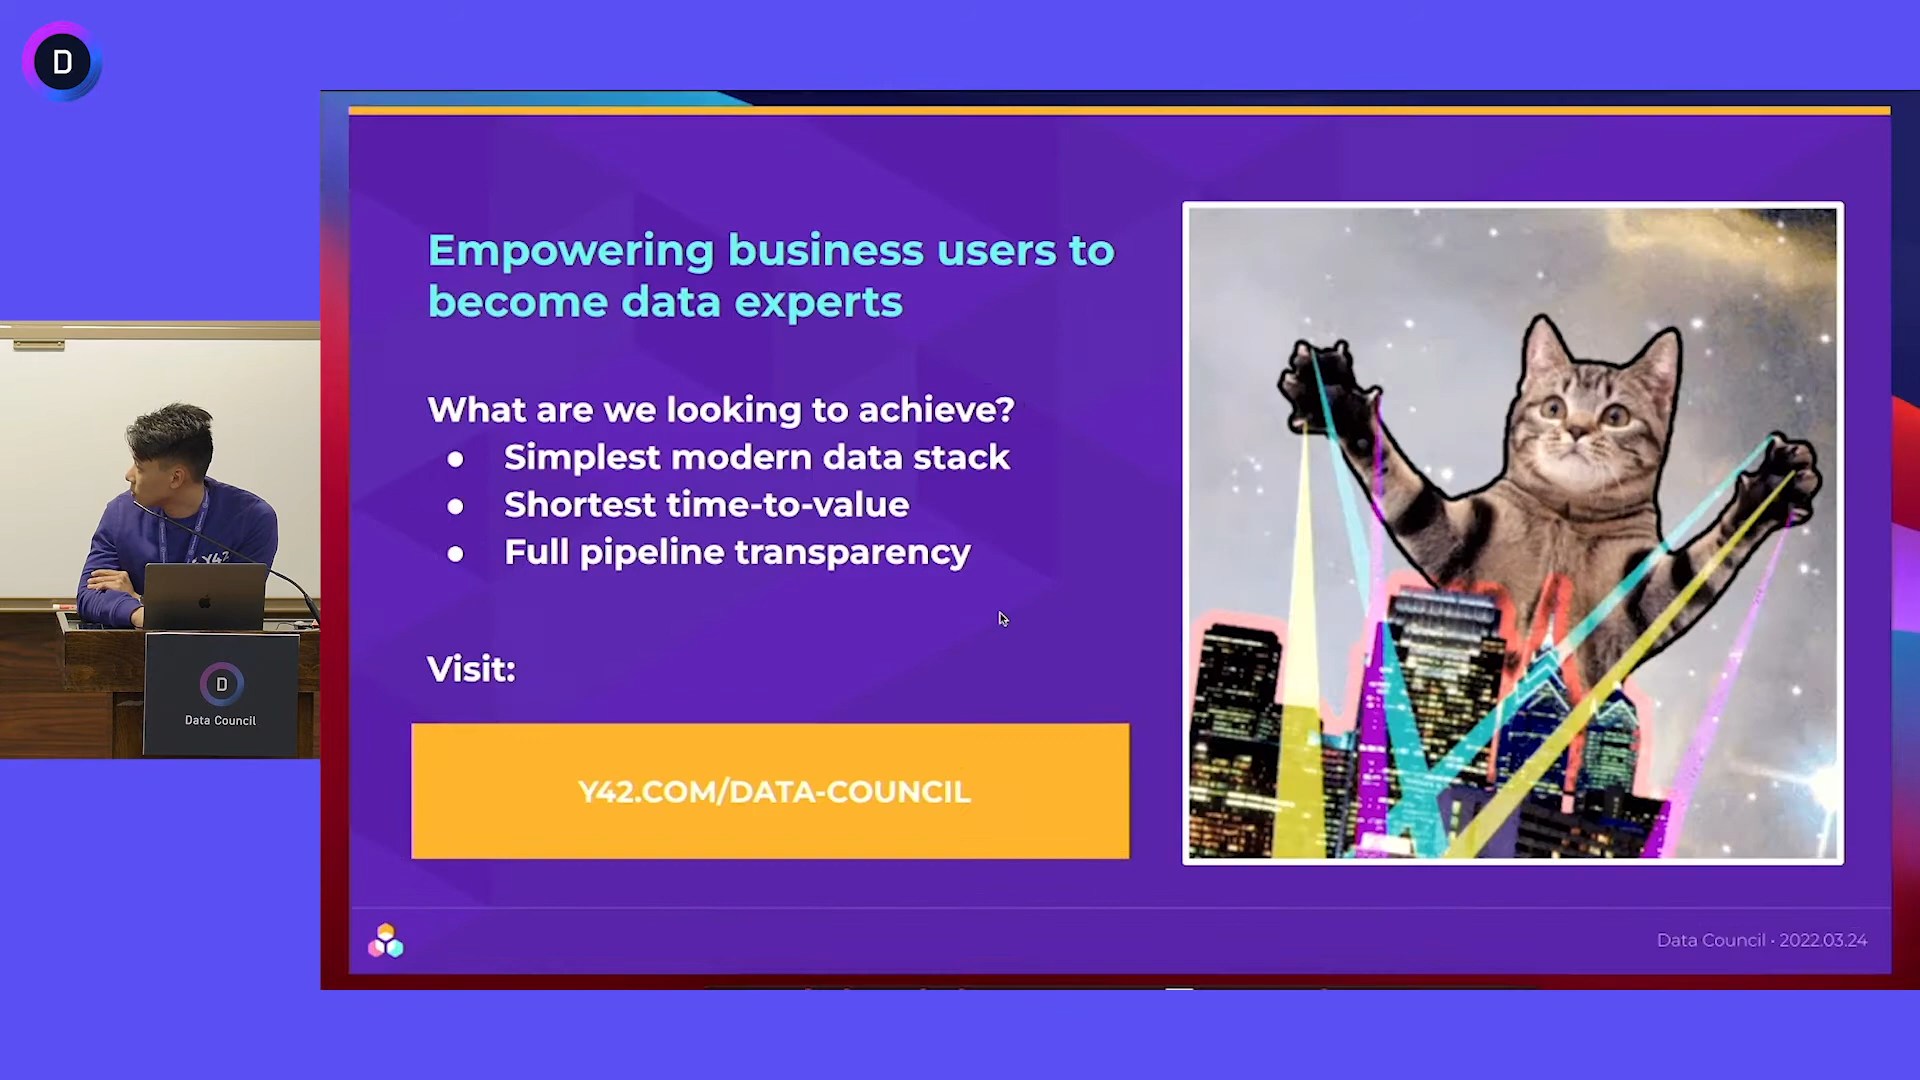 D
Empowering business users to
become data experts
What are we looking to achieve?
● Simplest modern data stack
● Shortest time-to-value
● Full pipeline transparency
Visit:
Y42.COM/DATA-COUNCIL
Data Council · 2022.03.24
Y42
D
Data Council